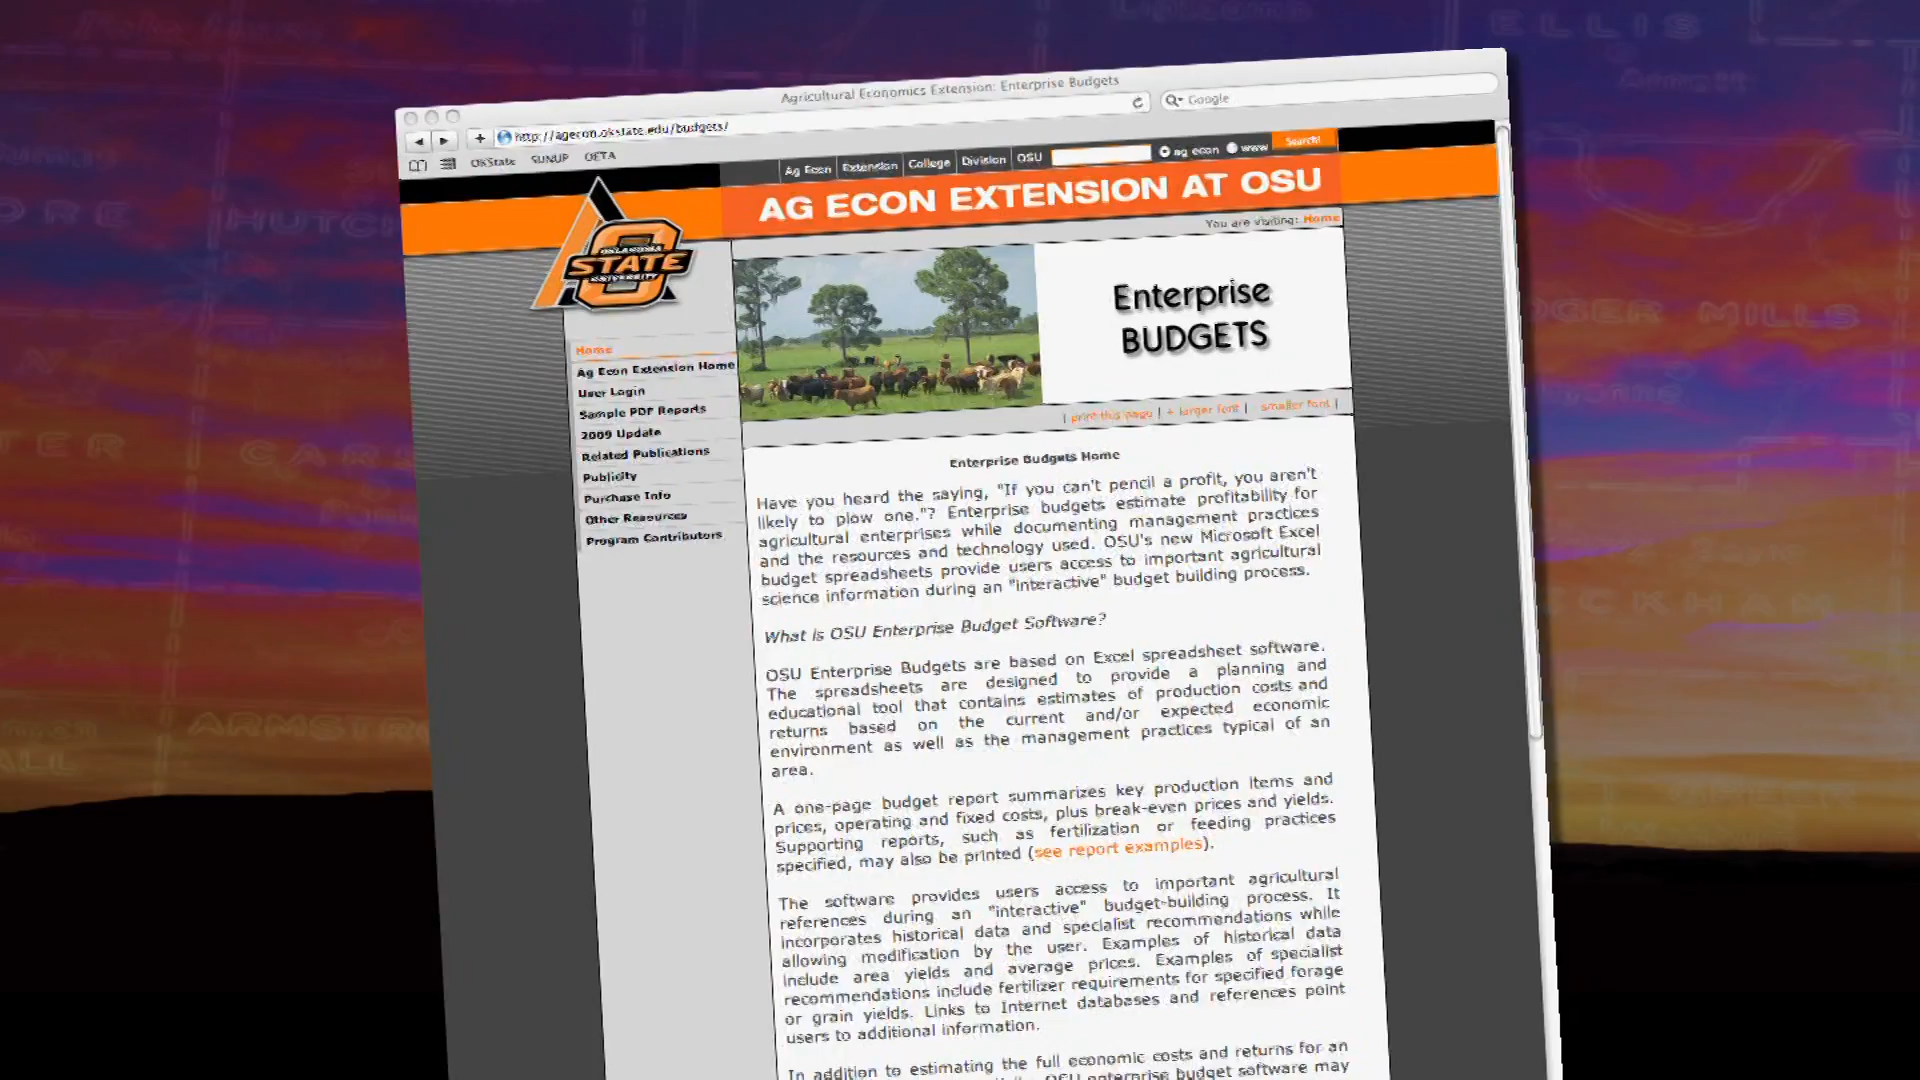 ELLIS
Agricultural Economics Extension: Enterprise Budgets
http://agecon.okstate.edu/budgets/
Google
OKState SUNUP OETA
Ag Econ Extension College Division OSU ag econ www Search!
AG ECON EXTENSION AT OSU
You are visiting: Home
OKLAHOMA
STATE
UNIVERSITY
Enterprise
BUDGETS
HUTCH
ROGER MILLS
Home
Ag Econ Extension Home
User Login
Sample PDF Reports
2009 Update
Related Publications
Publicity
Purchase Info
Other Resources
Program Contributors
| print this page | + larger font | - smaller font |
Enterprise Budgets Home
Have you heard the saying, "If you can't pencil a profit, you aren't
likely to plow one."? Enterprise budgets estimate profitability for
agricultural enterprises while documenting management practices
and the resources and technology used. OSU's new Microsoft Excel
budget spreadsheets provide users access to important agricultural
science information during an "interactive" budget building process.
What is OSU Enterprise Budget Software?
OSU Enterprise Budgets are based on Excel spreadsheet software.
The spreadsheets are designed to provide a planning and
educational tool that contains estimates of production costs and
returns based on the current and/or expected economic
environment as well as the management practices typical of an
area.
A one-page budget report summarizes key production items and
prices, operating and fixed costs, plus break-even prices and yields.
Supporting reports, such as fertilization or feeding practices
specified, may also be printed (see report examples).
The software provides users access to important agricultural
references during an "interactive" budget-building process. It
incorporates historical data and specialist recommendations while
allowing modification by the user. Examples of historical data
include area yields and average prices. Examples of specialist
recommendations include fertilizer requirements for specified forage
or grain yields. Links to Internet databases and references point
users to additional information.
In addition to estimating the full economic costs and returns for an
OSU enterprise budget software may
BECKHAM
ARMSTR